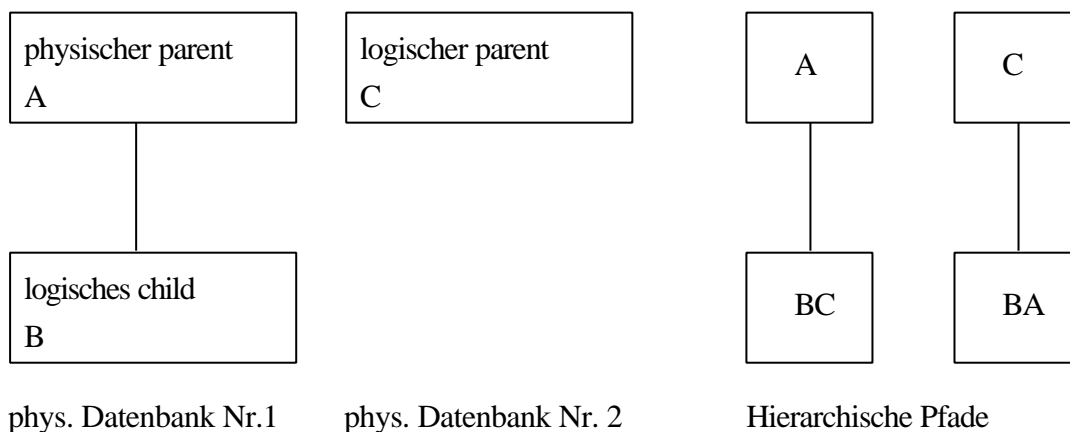 physischer parent
A
logischer parent
C
A
C
logisches child
B
BC
BA
phys. Datenbank Nr.1
phys. Datenbank Nr. 2
Hierarchische Pfade